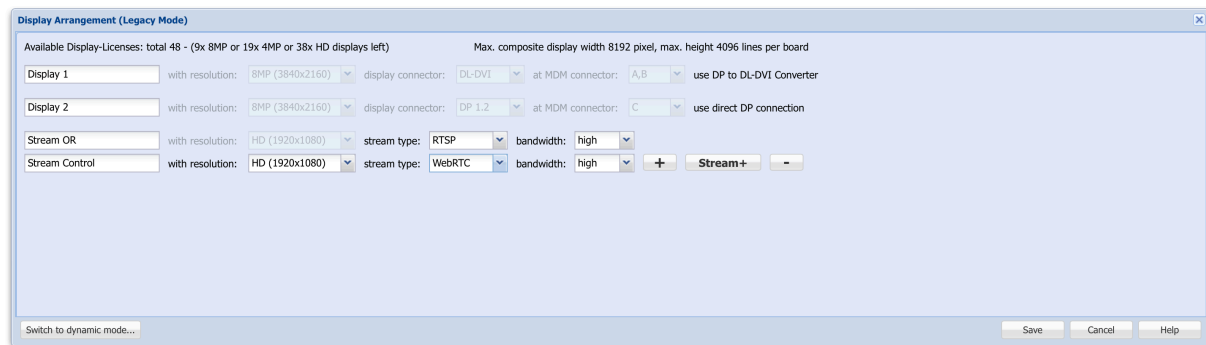 Display Arrangement (Legacy Mode)
Available Display-Licenses: total 48 - (9x 8MP or 19x 4MP or 38x HD displays left) Max. composite display width 8192 pixel, max. height 4096 lines per board
Display 1 with resolution: 8MP (3840x2160) display connector: DL-DVI at MDM connector: A,B use DP to DL-DVI Converter
Display 2 with resolution: 8MP (3840x2160) display connector: DP 1.2 at MDM connector: C use direct DP connection
Stream OR with resolution: HD (1920x1080) stream type: RTSP bandwidth: high
Stream Control with resolution: HD (1920x1080) stream type: WebRTC bandwidth: high + Stream+ -
Switch to dynamic mode... Save Cancel Help